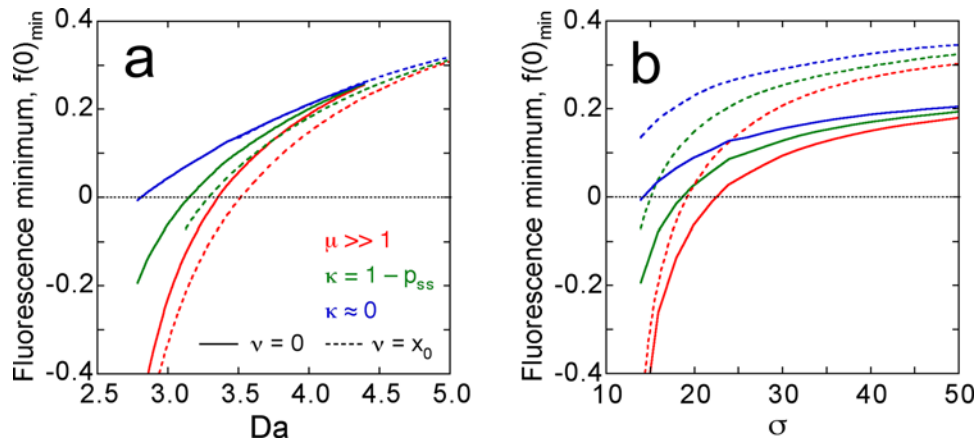 Fluorescence minimum, f(0)min
0.4
0.2
0
-0.2
-0.4
a
μ >> 1
κ = 1 – pss
κ ≈ 0
ν = 0
ν = x0
2.5 3.0 3.5 4.0 4.5 5.0
Da
Fluorescence minimum, f(0)min
0.4
0.2
0
-0.2
-0.4
b
10 20 30 40 50
σ